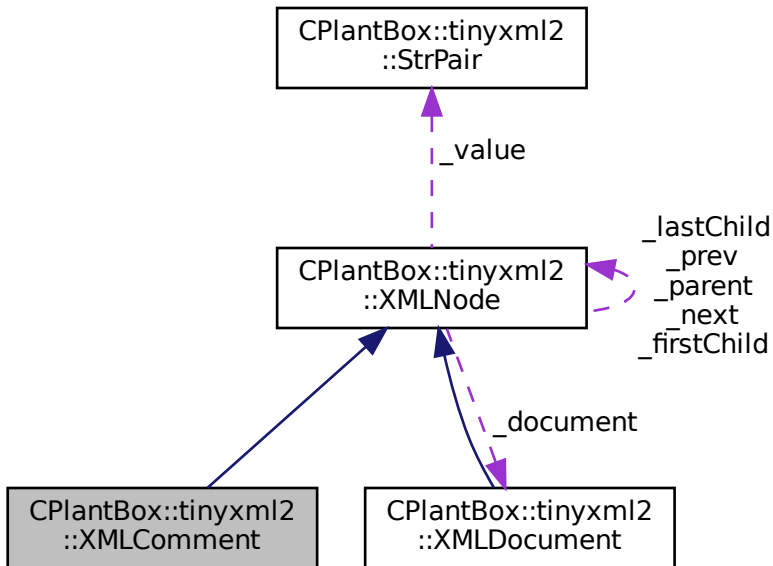 CPlantBox::tinyxml2
::StrPair
_value
_lastChild
_prev
_parent
_next
_firstChild
CPlantBox::tinyxml2
::XMLNode
_document
CPlantBox::tinyxml2
::XMLComment
CPlantBox::tinyxml2
::XMLDocument